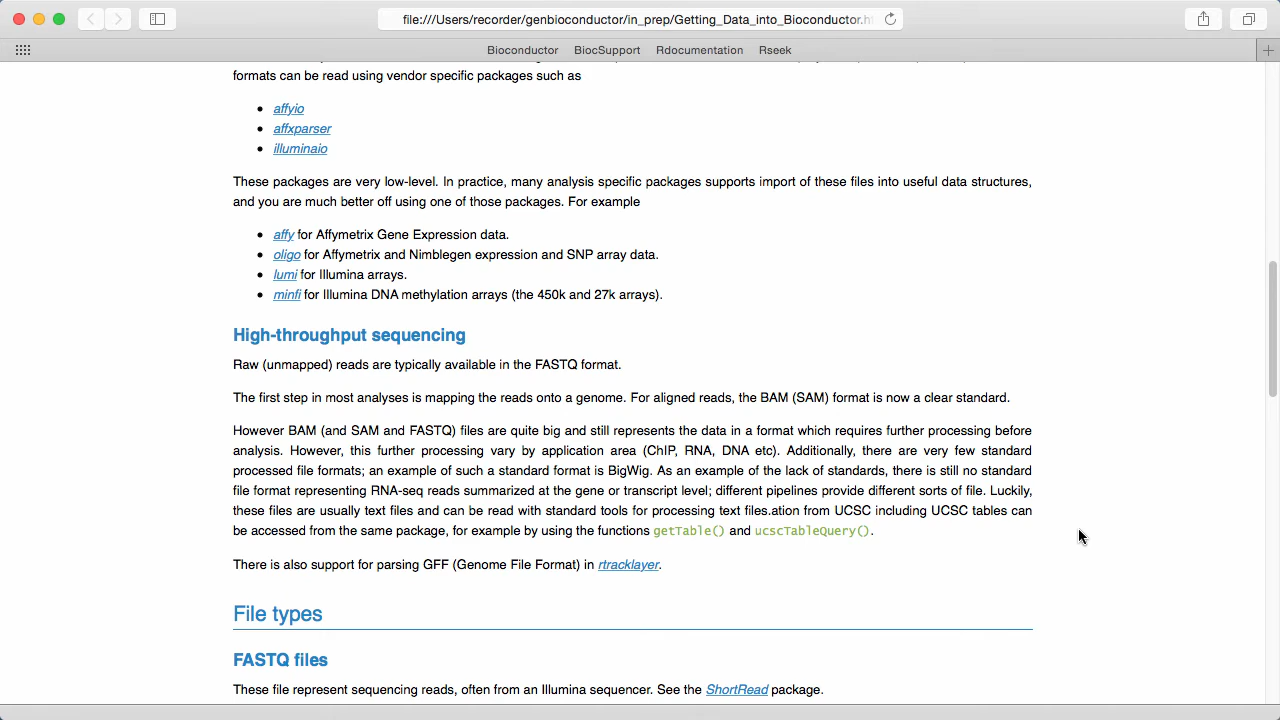 file:///Users/recorder/genbioconductor/in_prep/Getting_Data_into_Bioconductor.h
Bioconductor BiocSupport Rdocumentation Rseek
formats can be read using vendor specific packages such as
affyio
affxparser
illuminaio
These packages are very low-level. In practice, many analysis specific packages supports import of these files into useful data structures,
and you are much better off using one of those packages. For example
affy for Affymetrix Gene Expression data.
oligo for Affymetrix and Nimblegen expression and SNP array data.
lumi for Illumina arrays.
minfi for Illumina DNA methylation arrays (the 450k and 27k arrays).
High-throughput sequencing
Raw (unmapped) reads are typically available in the FASTQ format.
The first step in most analyses is mapping the reads onto a genome. For aligned reads, the BAM (SAM) format is now a clear standard.
However BAM (and SAM and FASTQ) files are quite big and still represents the data in a format which requires further processing before
analysis. However, this further processing vary by application area (ChIP, RNA, DNA etc). Additionally, there are very few standard
processed file formats; an example of such a standard format is BigWig. As an example of the lack of standards, there is still no standard
file format representing RNA-seq reads summarized at the gene or transcript level; different pipelines provide different sorts of file. Luckily,
these files are usually text files and can be read with standard tools for processing text files.ation from UCSC including UCSC tables can
be accessed from the same package, for example by using the functions getTable() and ucscTableQuery().
There is also support for parsing GFF (Genome File Format) in rtracklayer.
File types
FASTQ files
These file represent sequencing reads, often from an Illumina sequencer. See the ShortRead package.